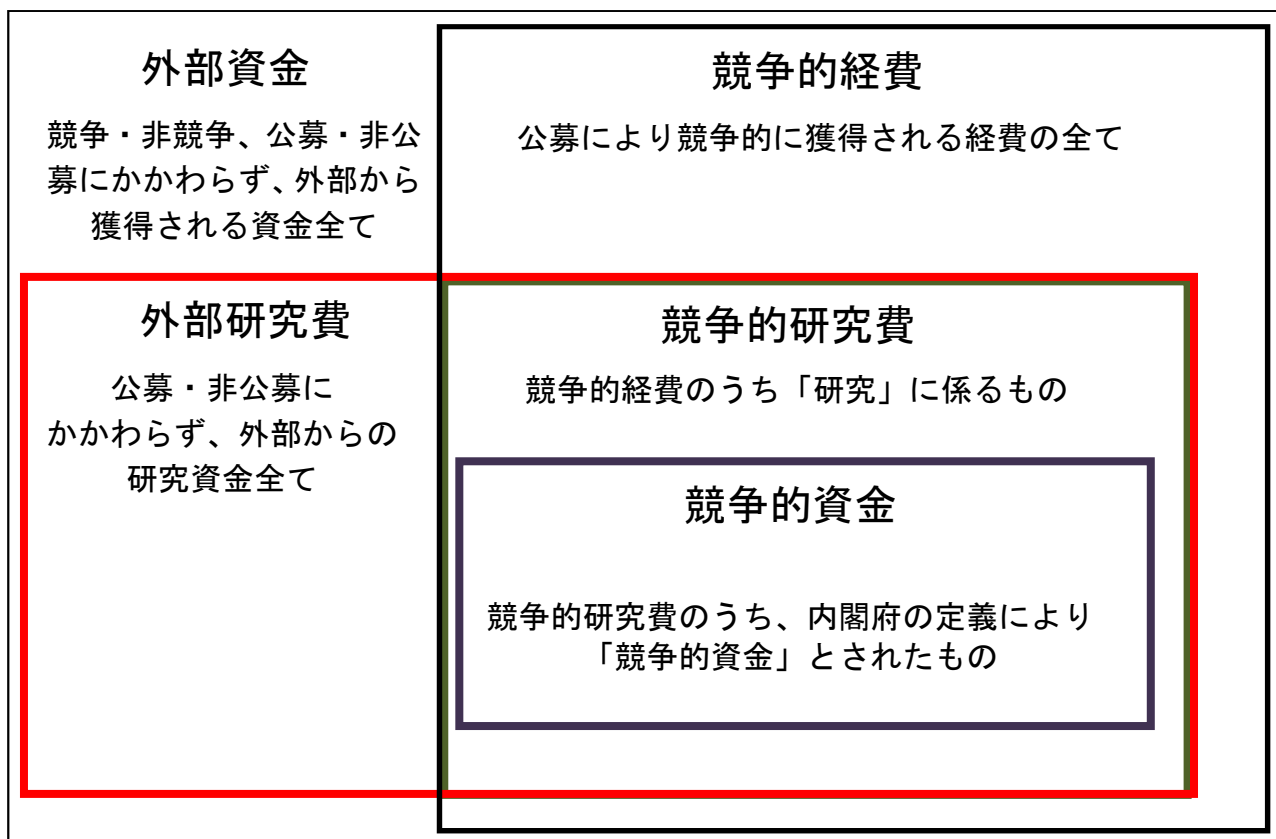 外部資金
競争・非競争、公募・非公
募にかかわらず、外部から
獲得される資金全て
競争的経費
公募により競争的に獲得される経費の全て
外部研究費
公募・非公募に
かかわらず、外部からの
研究資金全て
競争的研究費
競争的経費のうち「研究」に係るもの
競争的資金
競争的研究費のうち、内閣府の定義により
「競争的資金」とされたもの